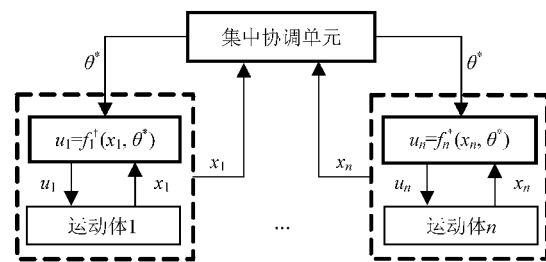 集中协调单元
θ* θ*
u₁=f₁†(x₁, θ*) uₙ=fₙ†(xₙ, θ*)
x₁ xₙ
u₁ x₁ uₙ xₙ
运动体1 ... 运动体n